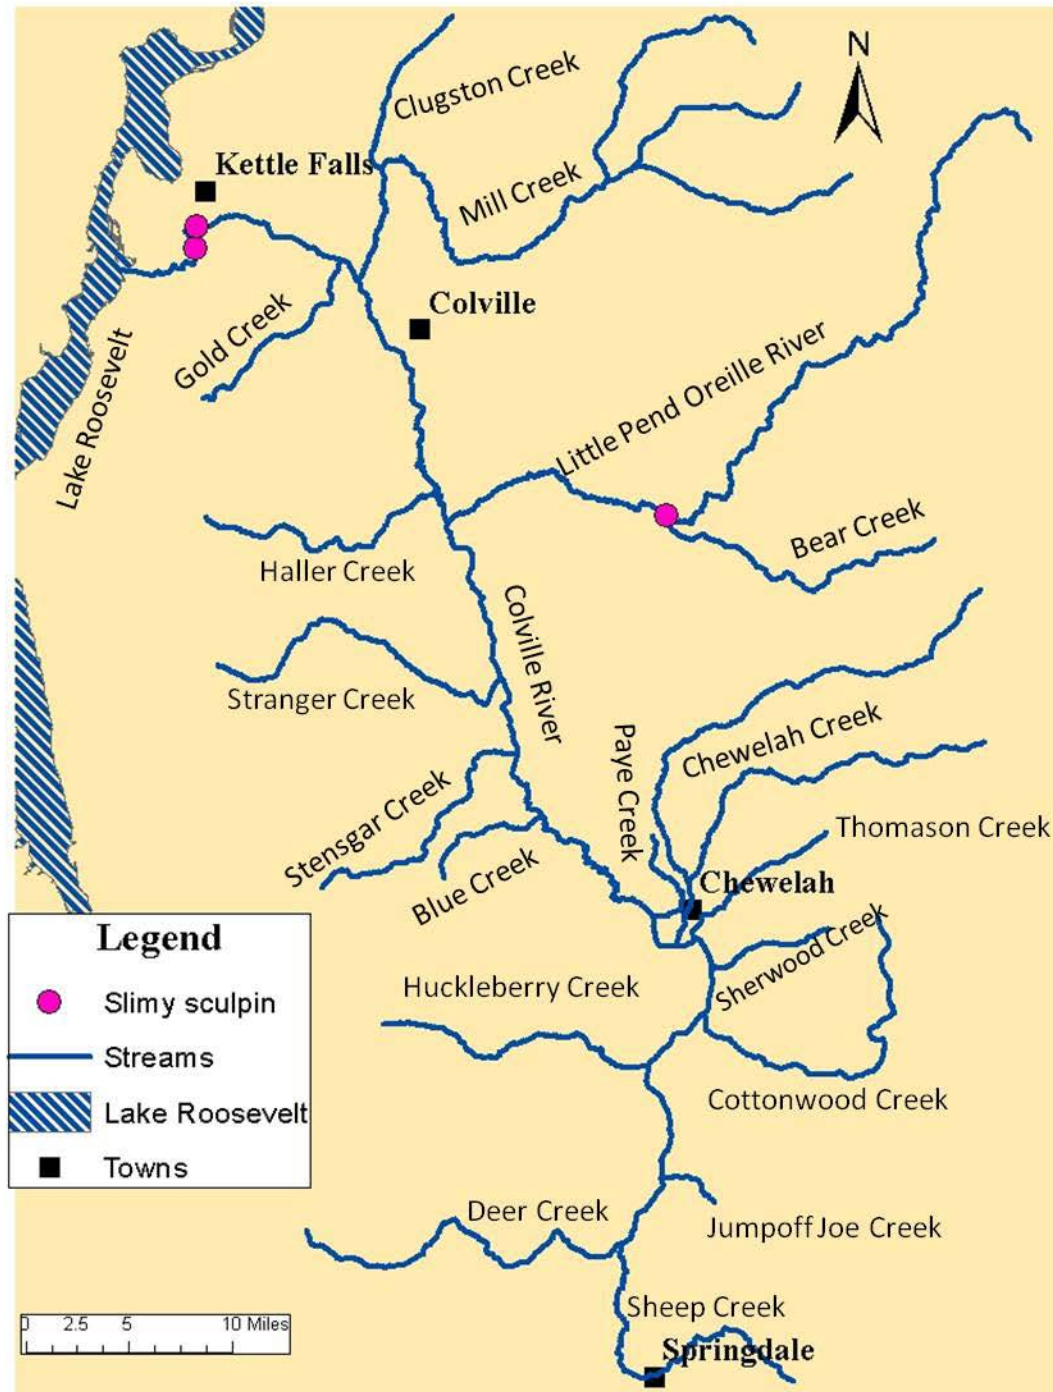 N
Clugston Creek
Kettle Falls
Mill Creek
Colville
Gold Creek
Lake Roosevelt
Little Pend Oreille River
Bear Creek
Haller Creek
Colville River
Stranger Creek
Paye Creek
Chewelah Creek
Stensgar Creek
Thomason Creek
Blue Creek
Chewelah
Sherwood Creek
Huckleberry Creek
Cottonwood Creek
Legend
Slimy sculpin
Streams
Lake Roosevelt
Towns
Deer Creek
Jumpoff Joe Creek
Sheep Creek
Springdale
0 2.5 5 10 Miles